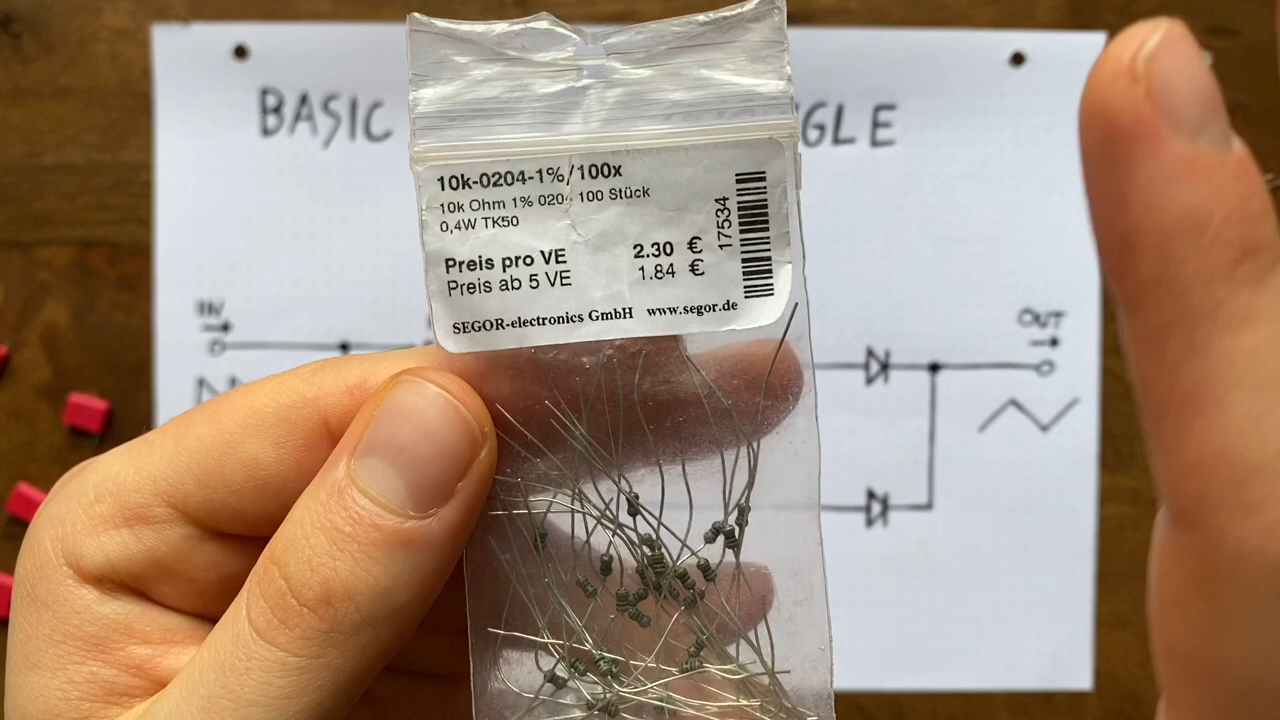 BASIC
GLE
10k-0204-1%/100x
10k Ohm 1% 0204 100 Stück
0,4W TK50
Preis pro VE 2.30 €
Preis ab 5 VE 1.84 €
17534
SEGOR-electronics GmbH www.segor.de
IN
OUT